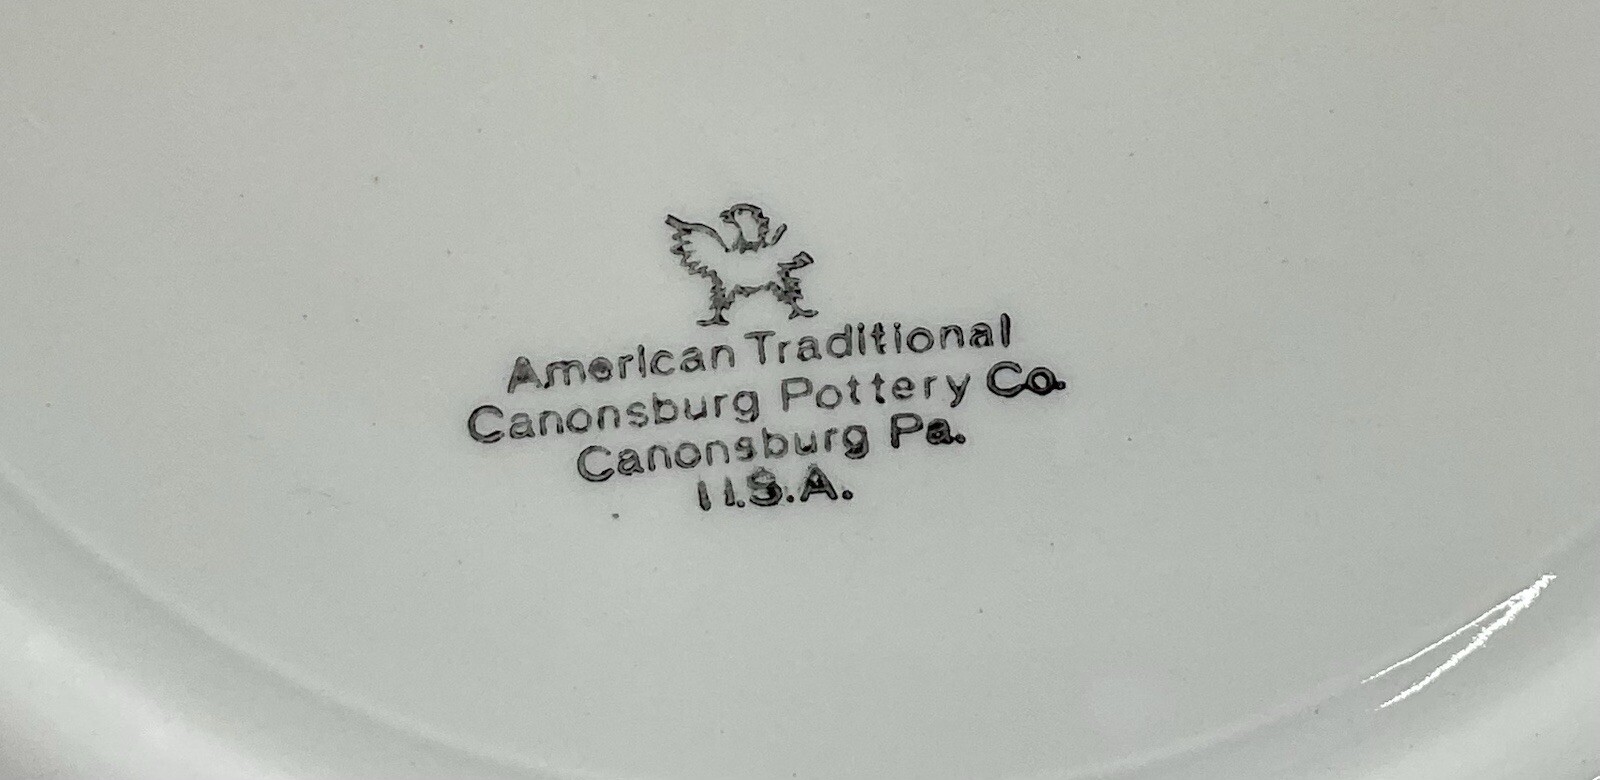 American Traditional
Canonsburg Pottery Co.
Canonsburg Pa.
U.S.A.